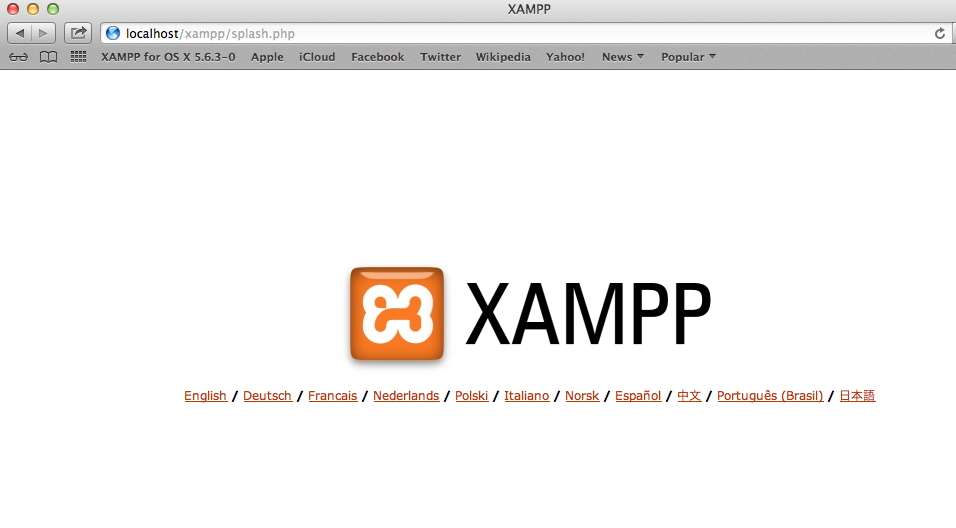 XAMPP
localhost/xampp/splash.php
XAMPP for OS X 5.6.3-0 Apple iCloud Facebook Twitter Wikipedia Yahoo! News Popular
XAMPP
English / Deutsch / Francais / Nederlands / Polski / Italiano / Norsk / Español / 中文 / Português (Brasil) / 日本語